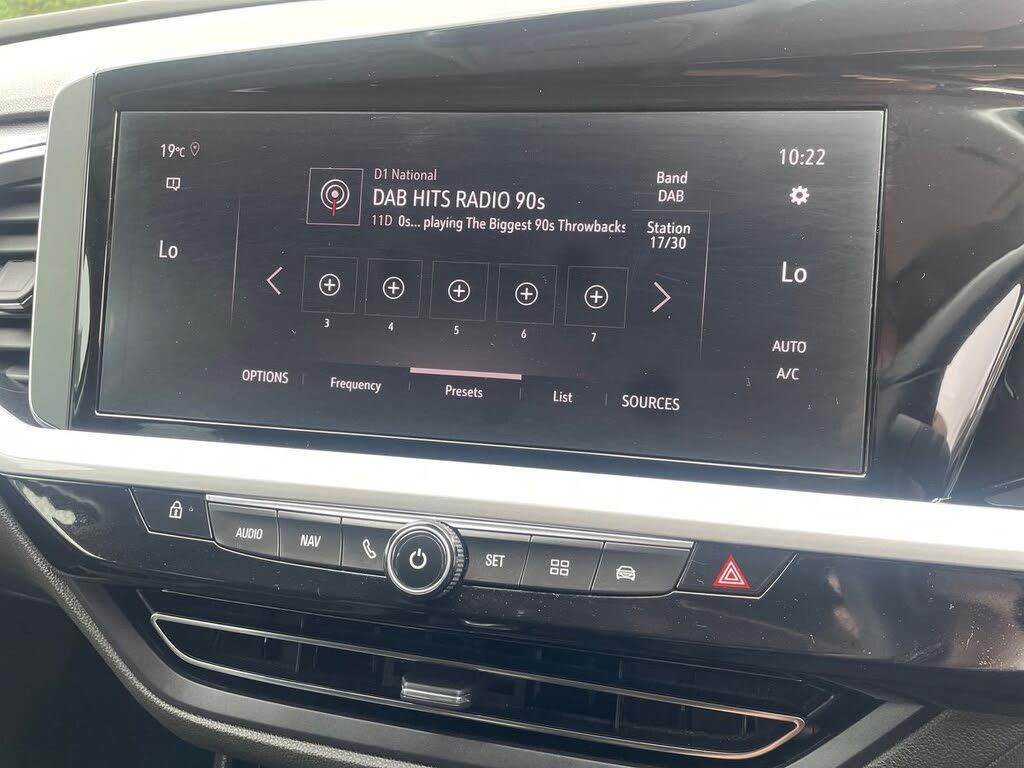 19°C
10:22
D1 National
DAB HITS RADIO 90s
11D 0s... playing The Biggest 90s Throwbacks
Band
DAB
Station
17/30
Lo
Lo
3 4 5 6 7
AUTO
A/C
OPTIONS Frequency Presets List SOURCES
AUDIO NAV SET